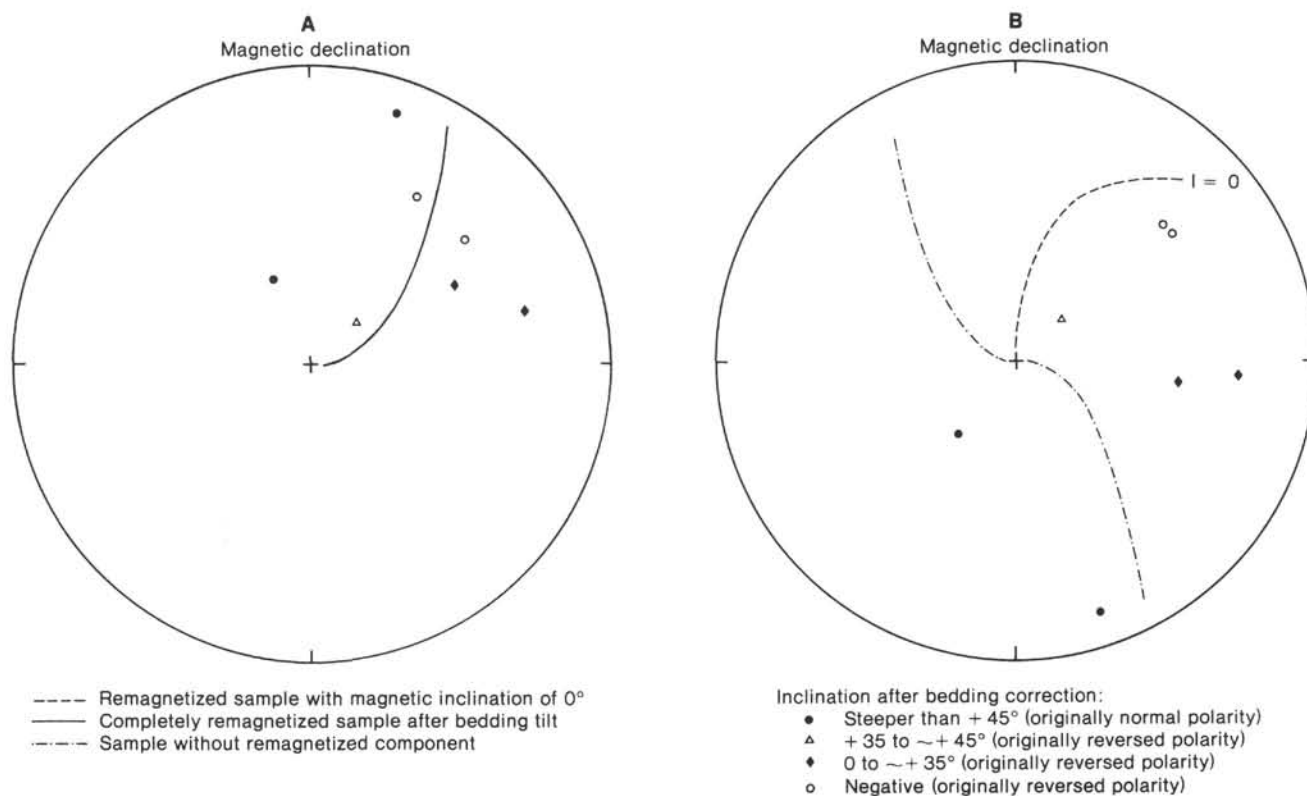 A
Magnetic declination
B
Magnetic declination
I = 0
Remagnetized sample with magnetic inclination of 0°
Completely remagnetized sample after bedding tilt
Sample without remagnetized component
Inclination after bedding correction:
Steeper than + 45° (originally normal polarity)
+ 35 to ~+ 45° (originally reversed polarity)
0 to ~+ 35° (originally reversed polarity)
Negative (originally reversed polarity)